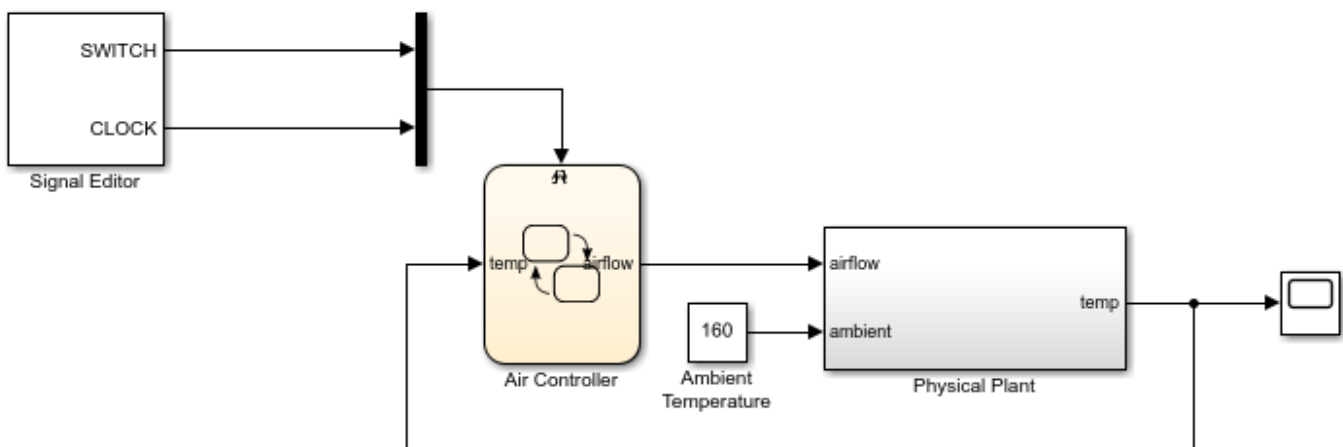 SWITCH
CLOCK
Signal Editor
temp
airflow
Air Controller
160
Ambient
Temperature
airflow
ambient
temp
Physical Plant